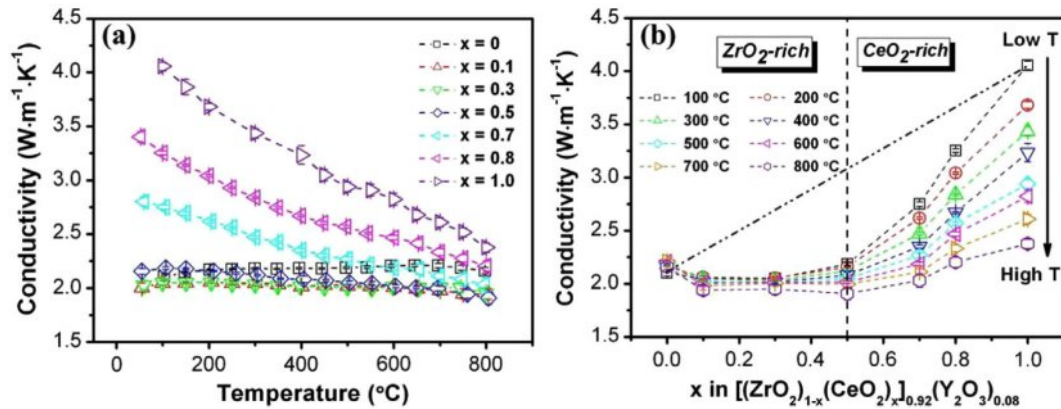 (a)
x = 0
x = 0.1
x = 0.3
x = 0.5
x = 0.7
x = 0.8
x = 1.0
4.5
4.0
3.5
3.0
2.5
2.0
1.5
Conductivity (W·m⁻¹·K⁻¹)
0
200
400
600
800
Temperature (°C)
(b)
ZrO₂-rich
CeO₂-rich
Low T
High T
100 °C
200 °C
300 °C
400 °C
500 °C
600 °C
700 °C
800 °C
4.5
4.0
3.5
3.0
2.5
2.0
1.5
Conductivity (W·m⁻¹·K⁻¹)
0.0
0.2
0.4
0.6
0.8
1.0
x in [(ZrO₂)₁₋ₓ(CeO₂)ₓ]₀.₉₂(Y₂O₃)₀.₀₈